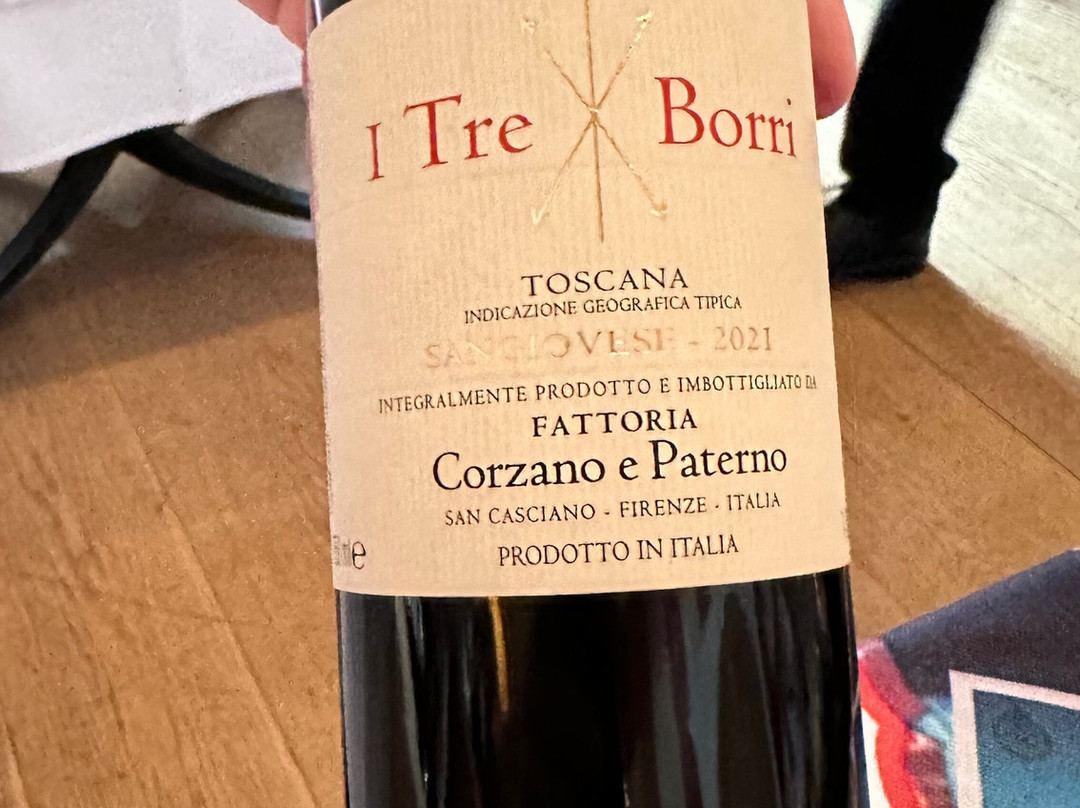 I Tre Borri
TOSCANA
INDICAZIONE GEOGRAFICA TIPICA
SANGIOVESE - 2021
INTEGRALMENTE PRODOTTO E IMBOTTIGLIATO DA
FATTORIA
Corzano e Paterno
SAN CASCIANO - FIRENZE - ITALIA
e
PRODOTTO IN ITALIA